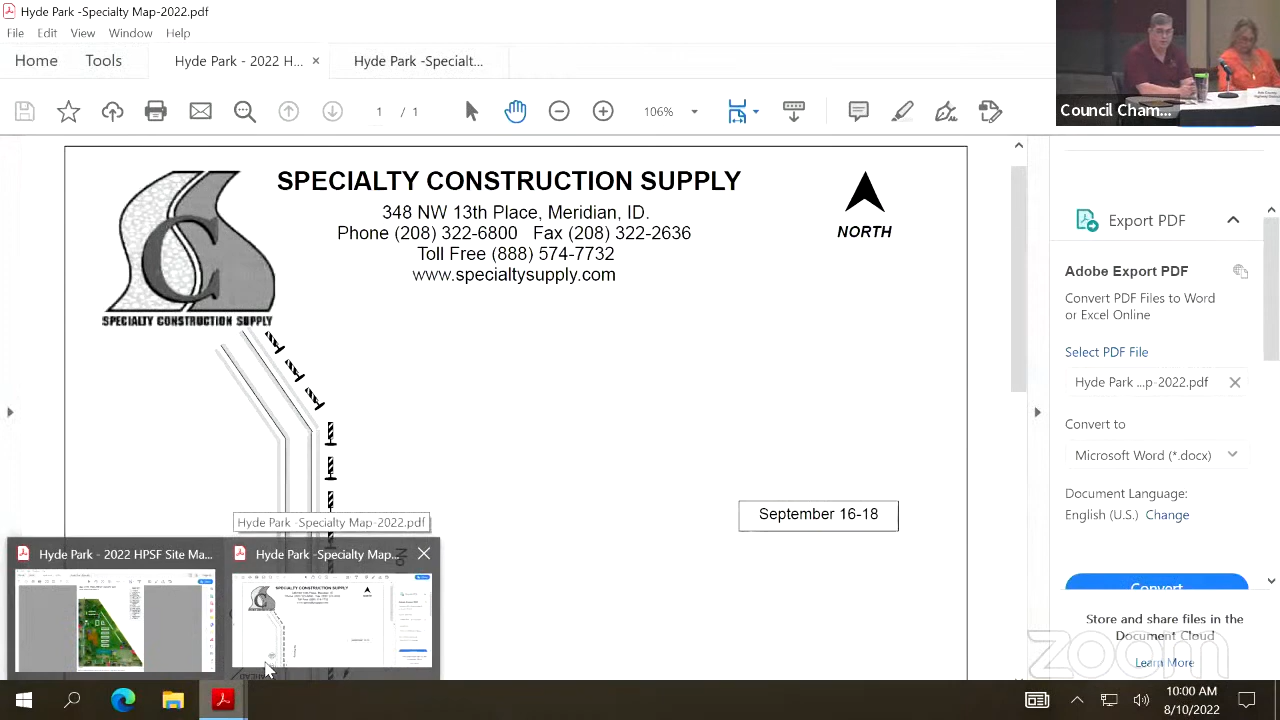 Hyde Park -Specialty Map-2022.pdf
File Edit View Window Help
Home Tools Hyde Park - 2022 H... × Hyde Park -Specialt...
1 / 1 106%
Council Cham...
SPECIALTY CONSTRUCTION SUPPLY
348 NW 13th Place, Meridian, ID.
Phone (208) 322-6800 Fax (208) 322-2636
Toll Free (888) 574-7732
www.specialtysupply.com
NORTH
C
SPECIALTY CONSTRUCTION SUPPLY
September 16-18
Export PDF
Adobe Export PDF
Convert PDF Files to Word
or Excel Online
Select PDF File
Hyde Park ...p-2022.pdf
Convert to
Microsoft Word (*.docx)
Document Language:
English (U.S.) Change
Convert
Store and share files in the
Document Cloud
Learn More
zoom
Hyde Park -Specialty Map-2022.pdf
Hyde Park - 2022 HPSF Site Ma...
Hyde Park -Specialty Map...
SPECIALTY CONSTRUCTION SUPPLY
10:00 AM
8/10/2022